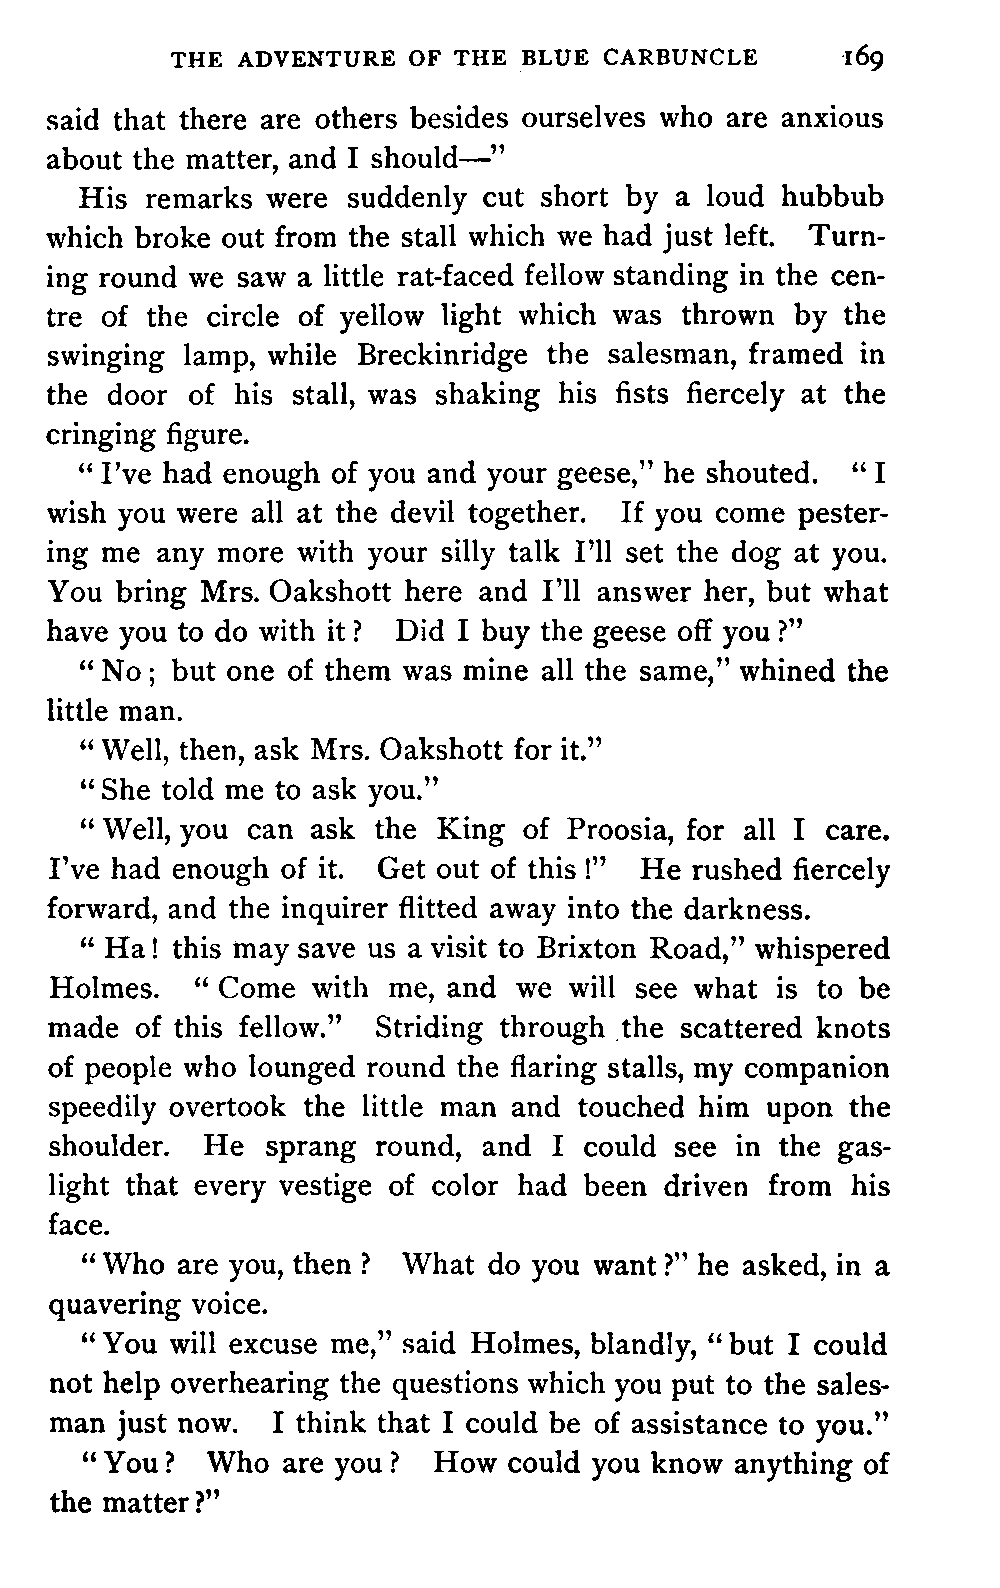 THE ADVENTURE OF THE BLUE CARBUNCLE 169
said that there are others besides ourselves who are anxious
about the matter, and I should—"
His remarks were suddenly cut short by a loud hubbub
which broke out from the stall which we had just left. Turn-
ing round we saw a little rat-faced fellow standing in the cen-
tre of the circle of yellow light which was thrown by the
swinging lamp, while Breckinridge the salesman, framed in
the door of his stall, was shaking his fists fiercely at the
cringing figure.
"I've had enough of you and your geese," he shouted. "I
wish you were all at the devil together. If you come pester-
ing me any more with your silly talk I'll set the dog at you.
You bring Mrs. Oakshott here and I'll answer her, but what
have you to do with it? Did I buy the geese off you?"
"No; but one of them was mine all the same," whined the
little man.
"Well, then, ask Mrs. Oakshott for it."
"She told me to ask you."
"Well, you can ask the King of Proosia, for all I care.
I've had enough of it. Get out of this!" He rushed fiercely
forward, and the inquirer flitted away into the darkness.
"Ha! this may save us a visit to Brixton Road," whispered
Holmes. "Come with me, and we will see what is to be
made of this fellow." Striding through the scattered knots
of people who lounged round the flaring stalls, my companion
speedily overtook the little man and touched him upon the
shoulder. He sprang round, and I could see in the gas-
light that every vestige of color had been driven from his
face.
"Who are you, then? What do you want?" he asked, in a
quavering voice.
"You will excuse me," said Holmes, blandly, "but I could
not help overhearing the questions which you put to the sales-
man just now. I think that I could be of assistance to you."
"You? Who are you? How could you know anything of
the matter?"